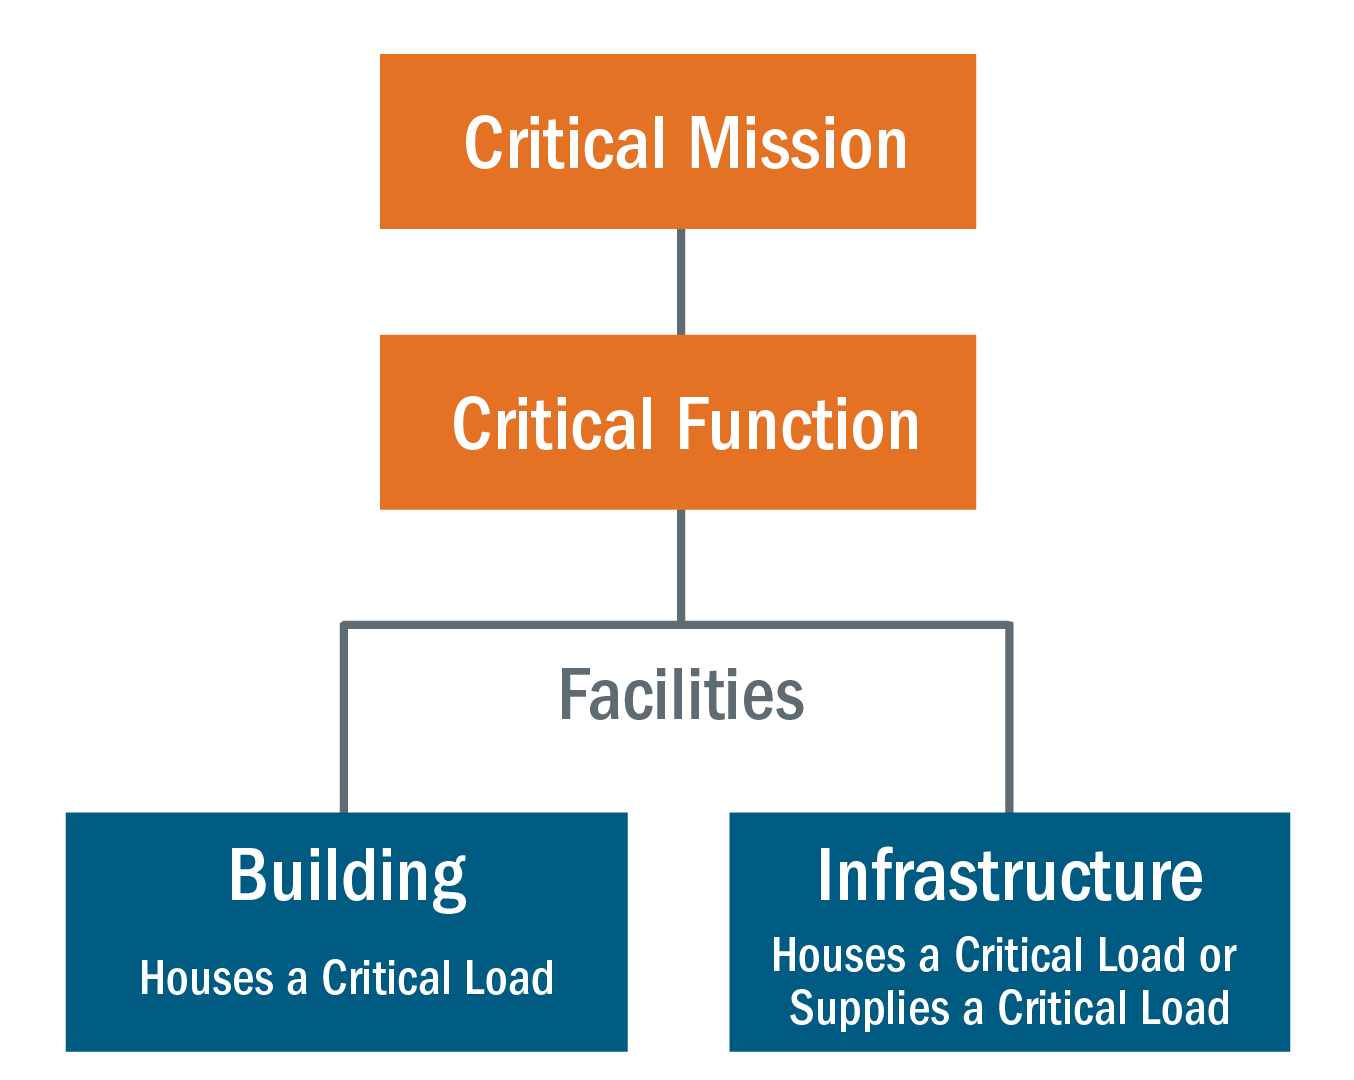 Critical Mission
Critical Function
Facilities
Building
Houses a Critical Load
Infrastructure
Houses a Critical Load or
Supplies a Critical Load